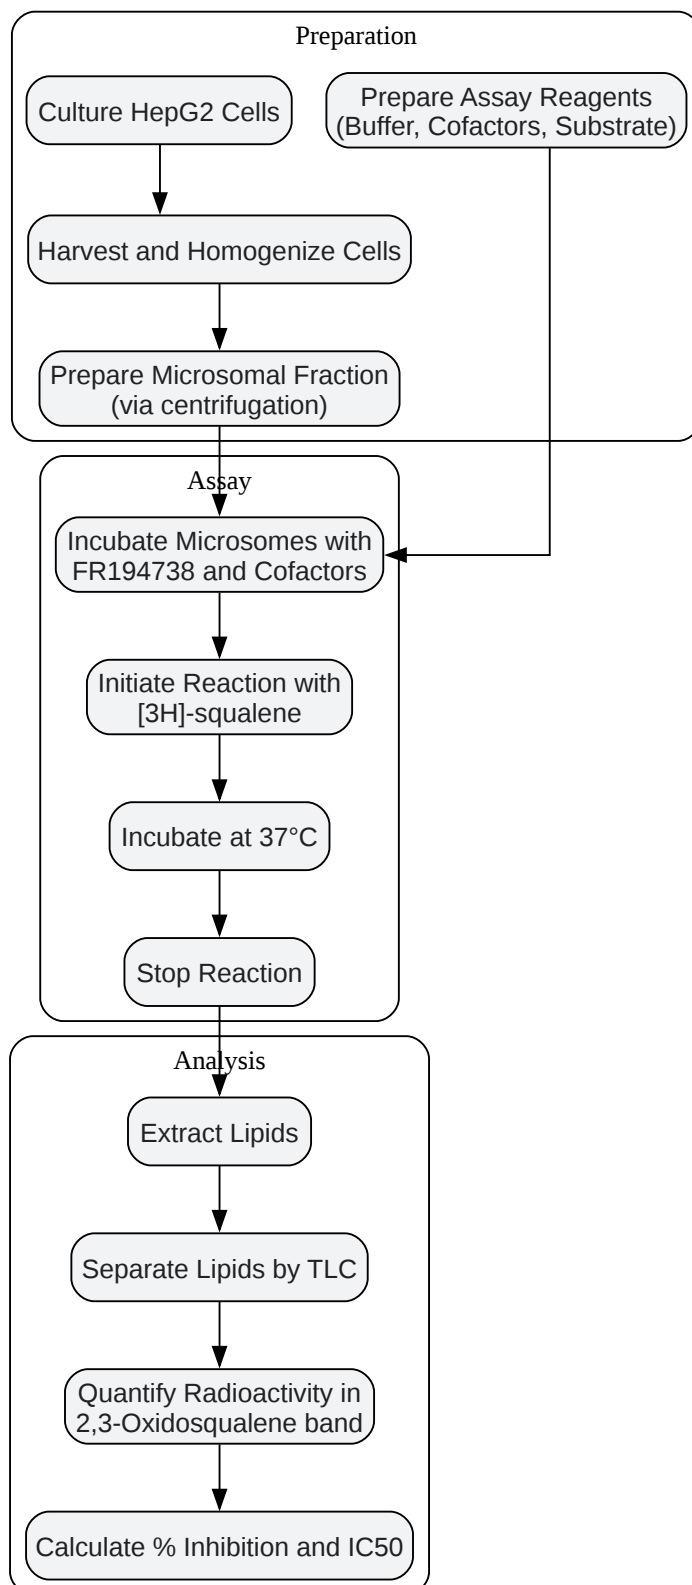 Preparation
Culture HepG2 Cells
Prepare Assay Reagents
(Buffer, Cofactors, Substrate)
Harvest and Homogenize Cells
Prepare Microsomal Fraction
(via centrifugation)
Assay
Incubate Microsomes with
FR194738 and Cofactors
Initiate Reaction with
[3H]-squalene
Incubate at 37°C
Stop Reaction
Analysis
Extract Lipids
Separate Lipids by TLC
Quantify Radioactivity in
2,3-Oxidosqualene band
Calculate % Inhibition and IC50